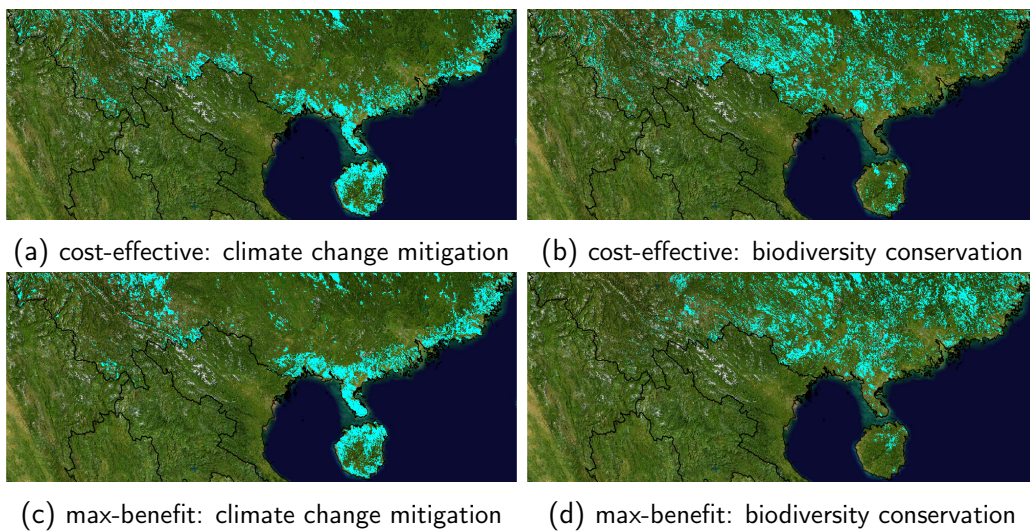 (a) cost-effective: climate change mitigation
(b) cost-effective: biodiversity conservation
(c) max-benefit: climate change mitigation
(d) max-benefit: biodiversity conservation